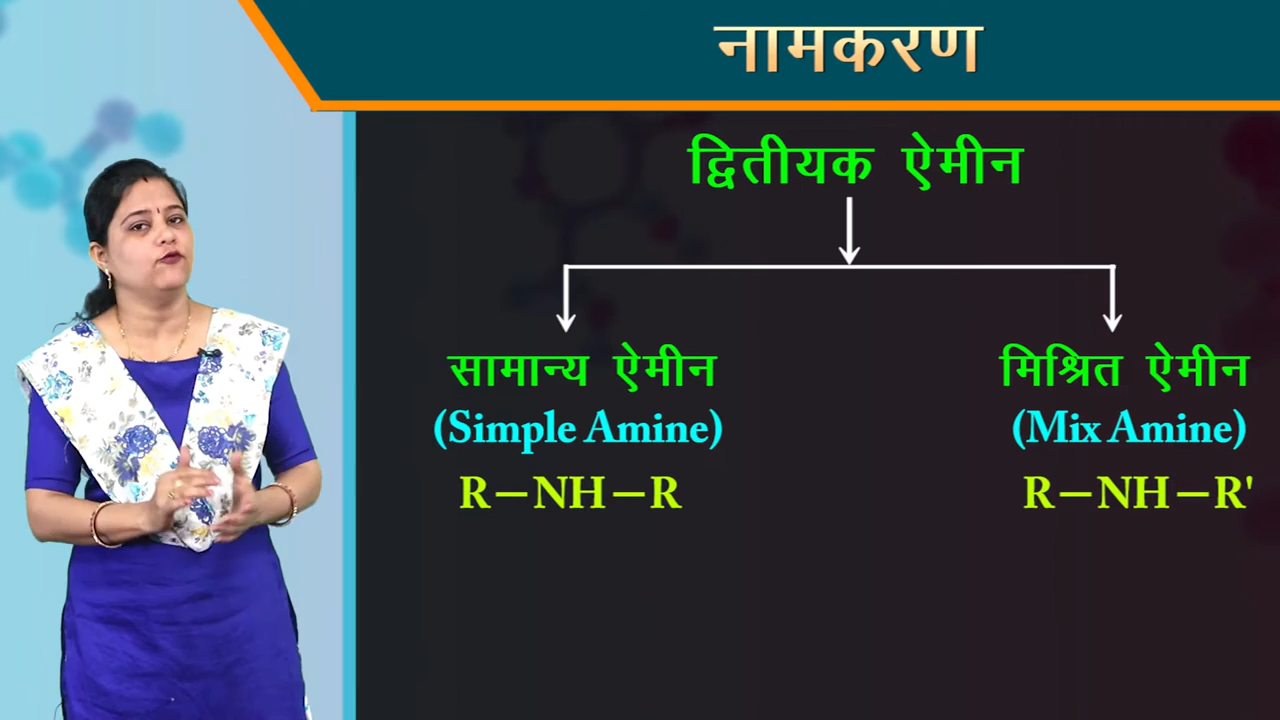 नामकरण
द्वितीयक ऐमीन
सामान्य ऐमीन
(Simple Amine)
R–NH–R
मिश्रित ऐमीन
(Mix Amine)
R–NH–R'